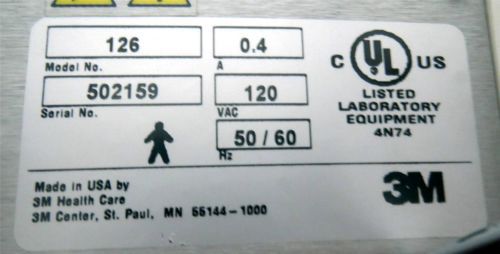 126
Model No.
0.4
A
502159
Serial No.
120
VAC
50 / 60
Hz
C UL US
LISTED
LABORATORY
EQUIPMENT
4N74
Made in USA by
3M Health Care
3M Center, St. Paul, MN 55144-1000
3M